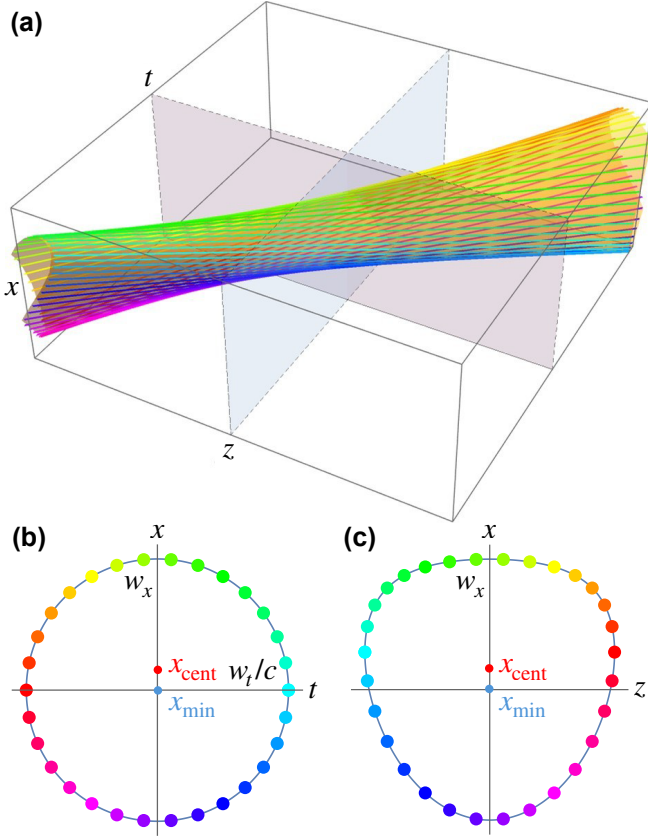 (a)
t
x
z
(b)
x
w_x
x_cent
w_t/c
t
x_min
(c)
x
w_x
x_cent
z
x_min